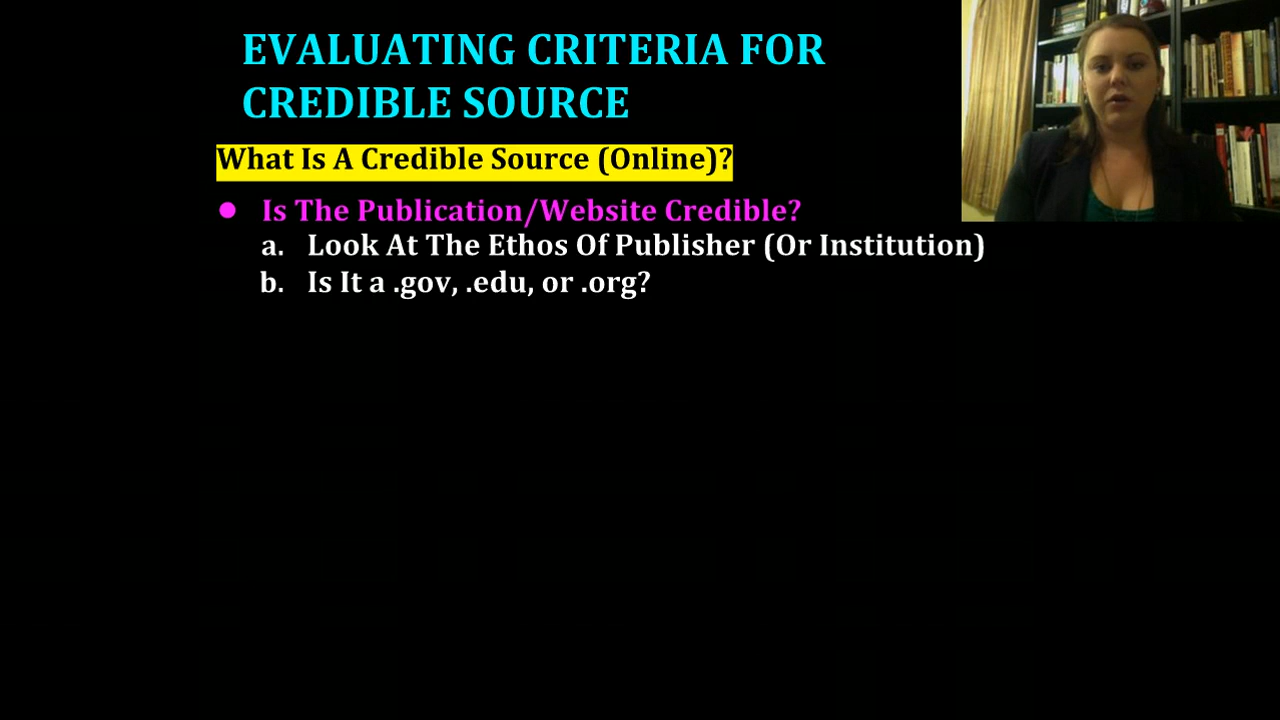 EVALUATING CRITERIA FOR
CREDIBLE SOURCE
What Is A Credible Source (Online)?
● Is The Publication/Website Credible?
a. Look At The Ethos Of Publisher (Or Institution)
b. Is It a .gov, .edu, or .org?